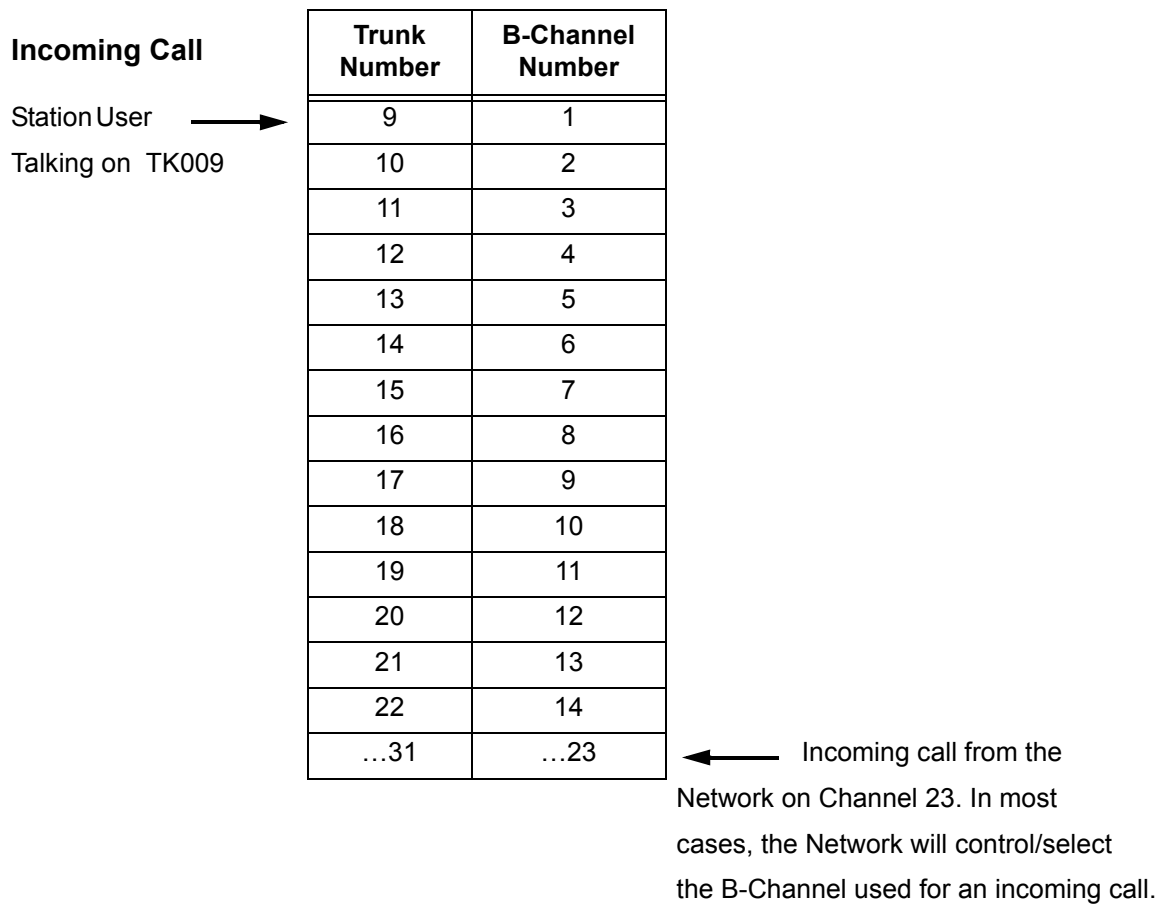 Incoming Call
Station User
Talking on TK009
Trunk Number B-Channel Number
9 1
10 2
11 3
12 4
13 5
14 6
15 7
16 8
17 9
18 10
19 11
20 12
21 13
22 14
…31 …23
Incoming call from the
Network on Channel 23. In most
cases, the Network will control/select
the B-Channel used for an incoming call.